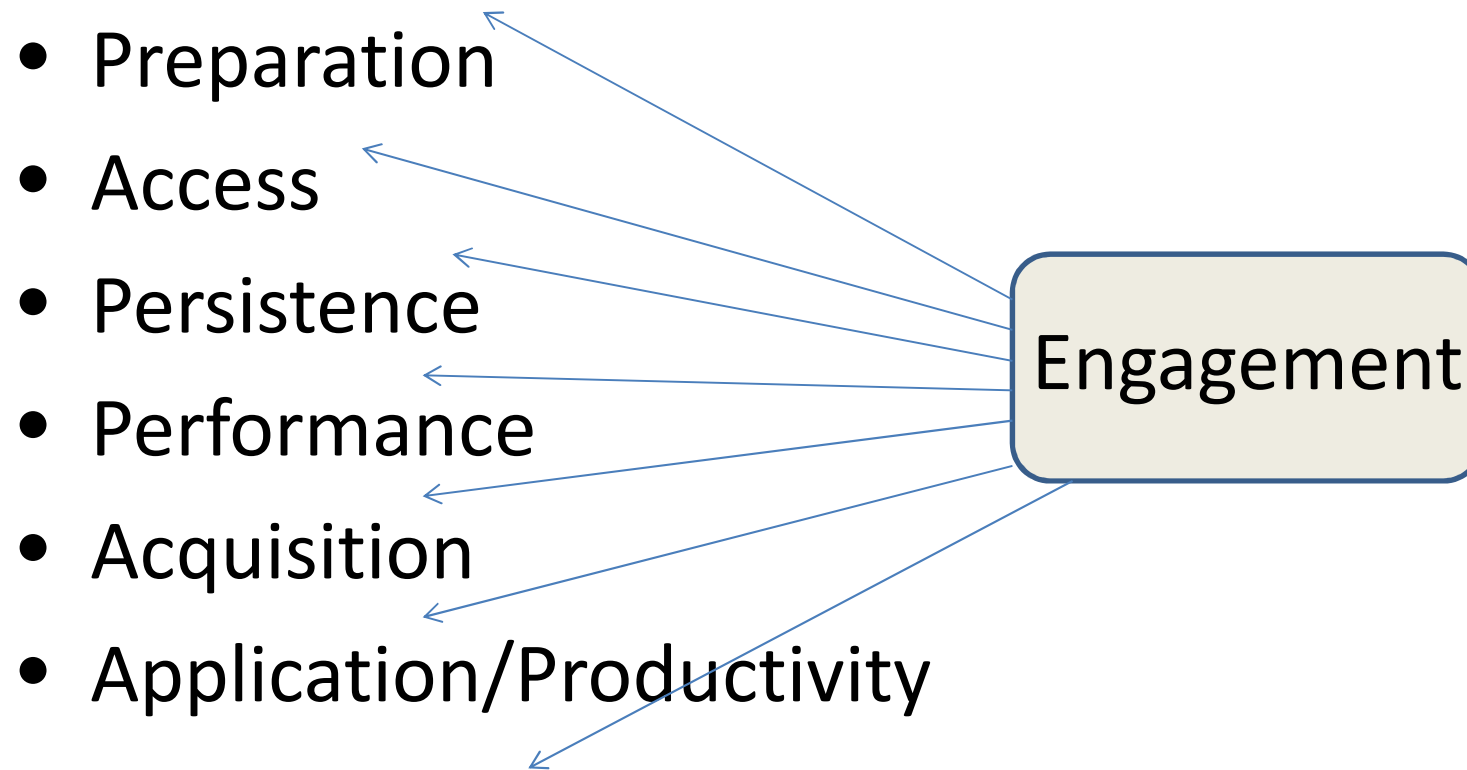 • Preparation
• Access
• Persistence
Engagement
• Performance
• Acquisition
• Application/Productivity